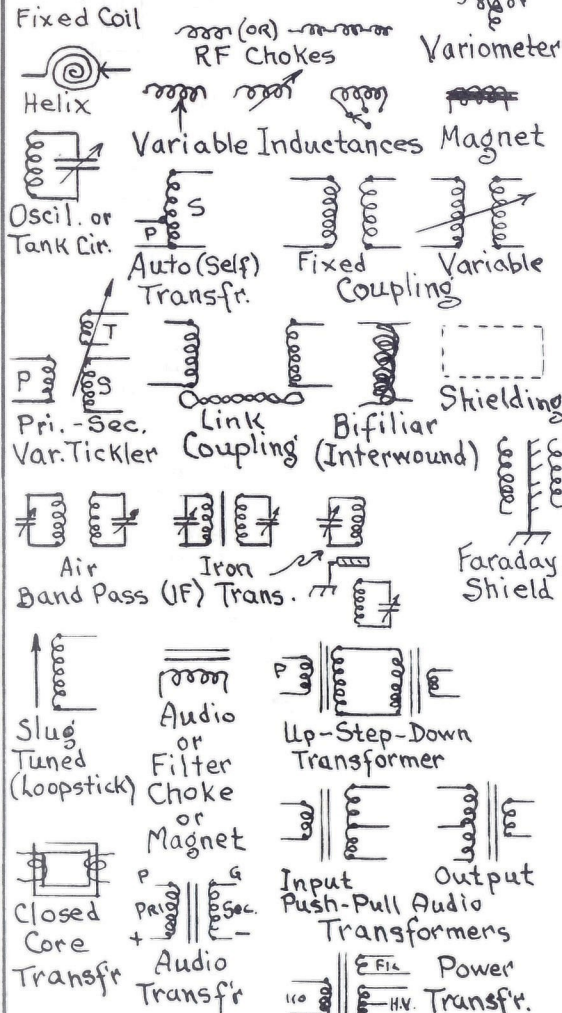 Fixed Coil
(OR)
RF Chokes
Variometer
Helix
Variable Inductances
Magnet
Oscil. or
Tank Cir.
S
P
Auto (Self)
Transfr.
Fixed
Variable
Coupling
T
P
S
Pri.-Sec.
Var. Tickler
Link
Coupling
Bifiliar
(Interwound)
Shielding
Faraday
Shield
Air
Iron
Band Pass (IF) Trans.
Slug
Tuned
(Loopstick)
Audio
or
Filter
Choke
or
Magnet
P
Up-Step-Down
Transformer
Input
Output
Push-Pull Audio
Transformers
Closed
Core
Transf'r
P
G
PRI
Sec.
+
-
Audio
Transf'r
110
Fil
H.V.
Power
Transf'r.